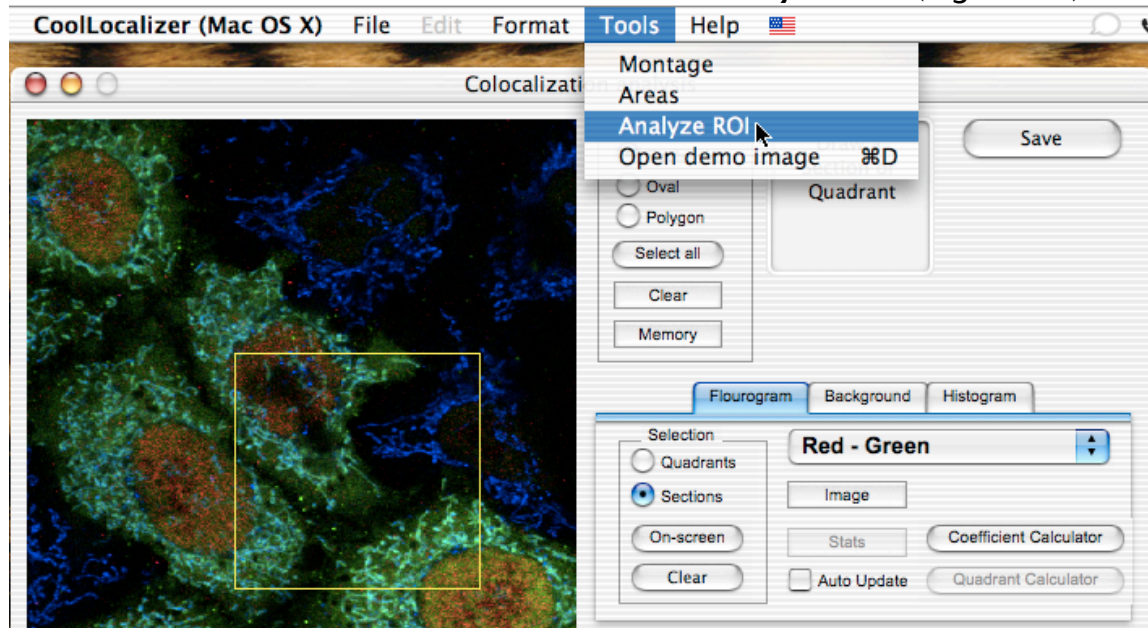 CoolLocalizer (Mac OS X) File Edit Format Tools Help
Colocalizati
Montage
Areas
Analyze ROI
Open demo image ⌘D
Save
Oval
Quadrant
Polygon
Select all
Clear
Memory
Flourogram Background Histogram
Selection
Red - Green
Quadrants
Sections
Image
On-screen
Stats
Coefficient Calculator
Clear
Auto Update
Quadrant Calculator